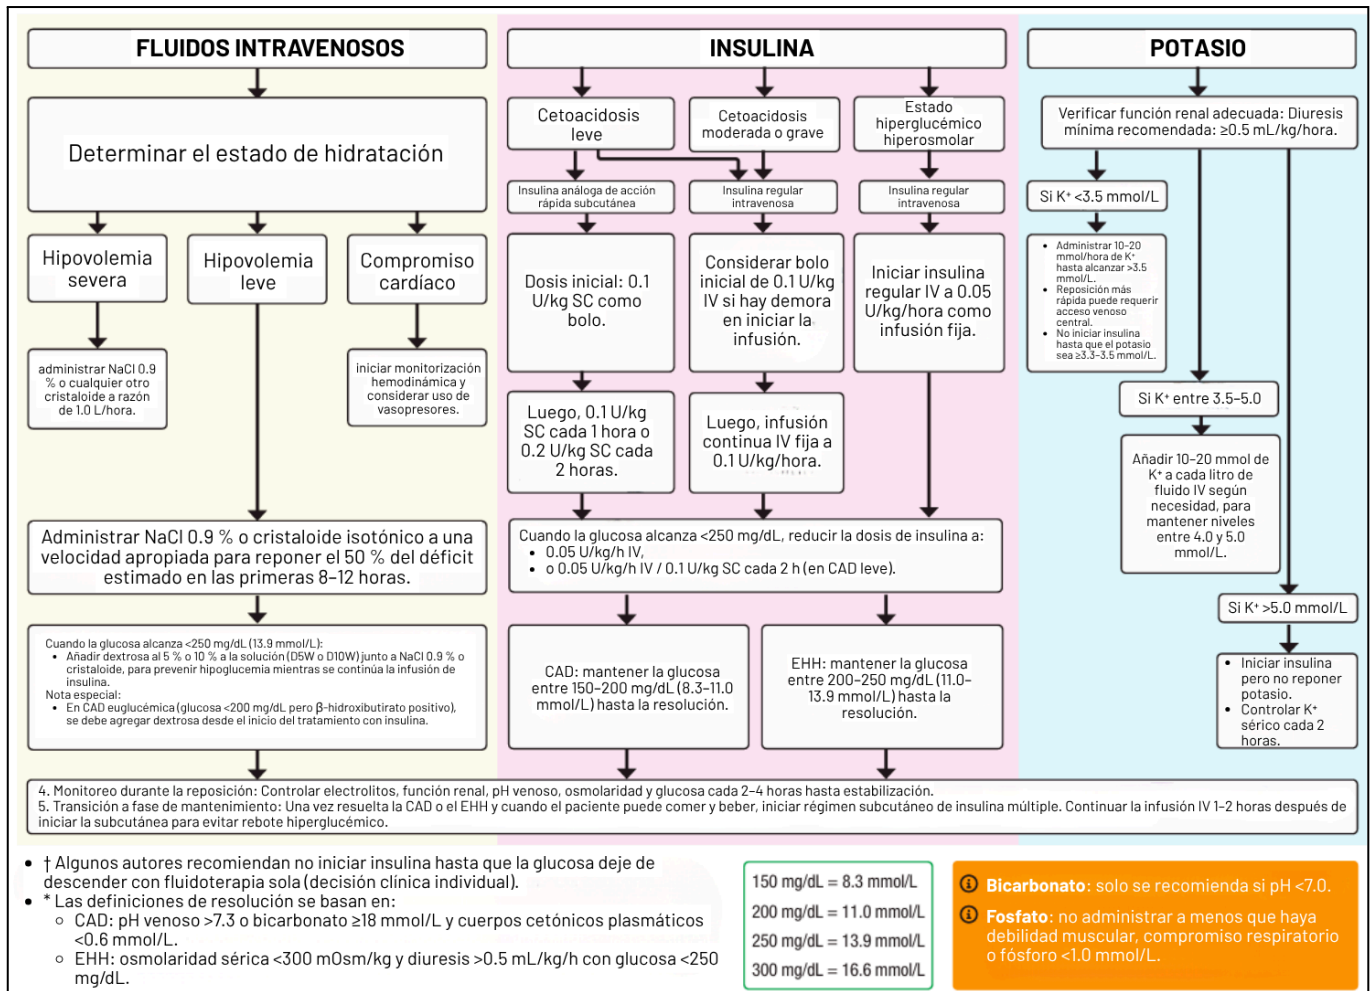 FLUIDOS INTRAVENOSOS
Determinar el estado de hidratación
Hipovolemia
severa
Hipovolemia
leve
Compromiso
cardíaco
administrar NaCl 0.9
% o cualquier otro
cristaloide a razón
de 1.0 L/hora.
iniciar monitorización
hemodinámica y
considerar uso de
vasopresores.
Administrar NaCl 0.9 % o cristaloide isotónico a una
velocidad apropiada para reponer el 50 % del déficit
estimado en las primeras 8–12 horas.
Cuando la glucosa alcanza <250 mg/dL (13.9 mmol/L):
• Añadir dextrosa al 5 % o 10 % a la solución (D5W o D10W) junto a NaCl 0.9 % o
cristaloide, para prevenir hipoglucemia mientras se continúa la infusión de
insulina.
Nota especial:
• En CAD euglucémica (glucosa <200 mg/dL pero β-hidroxibutirato positivo),
se debe agregar dextrosa desde el inicio del tratamiento con insulina.
INSULINA
Cetoacidosis
leve
Cetoacidosis
moderada o grave
Estado
hiperglucémico
hiperosmolar
Insulina análoga de acción
rápida subcutánea
Insulina regular
intravenosa
Insulina regular
intravenosa
Dosis inicial: 0.1
U/kg SC como
bolo.
Considerar bolo
inicial de 0.1 U/kg
IV si hay demora
en iniciar la
infusión.
Iniciar insulina
regular IV a 0.05
U/kg/hora como
infusión fija.
Luego, 0.1 U/kg
SC cada 1 hora o
0.2 U/kg SC cada
2 horas.
Luego, infusión
continua IV fija a
0.1 U/kg/hora.
Cuando la glucosa alcanza <250 mg/dL, reducir la dosis de insulina a:
• 0.05 U/kg/h IV,
• o 0.05 U/kg/h IV / 0.1 U/kg SC cada 2 h (en CAD leve).
CAD: mantener la glucosa
entre 150–200 mg/dL (8.3–11.0
mmol/L) hasta la resolución.
EHH: mantener la glucosa
entre 200–250 mg/dL (11.0–
13.9 mmol/L) hasta la
resolución.
POTASIO
Verificar función renal adecuada: Diuresis
mínima recomendada: ≥0.5 mL/kg/hora.
Si K⁺ <3.5 mmol/L
• Administrar 10–20
mmol/hora de K⁺
hasta alcanzar >3.5
mmol/L.
• Reposición más
rápida puede requerir
acceso venoso
central.
• No iniciar insulina
hasta que el potasio
sea ≥3.3–3.5 mmol/L.
Si K⁺ entre 3.5–5.0
Añadir 10–20 mmol de
K⁺ a cada litro de
fluido IV según
necesidad, para
mantener niveles
entre 4.0 y 5.0
mmol/L.
Si K⁺ >5.0 mmol/L
• Iniciar insulina
pero no reponer
potasio.
• Controlar K⁺
sérico cada 2
horas.
4. Monitoreo durante la reposición: Controlar electrolitos, función renal, pH venoso, osmolaridad y glucosa cada 2–4 horas hasta estabilización.
5. Transición a fase de mantenimiento: Una vez resuelta la CAD o el EHH y cuando el paciente puede comer y beber, iniciar régimen subcutáneo de insulina múltiple. Continuar la infusión IV 1–2 horas después de
iniciar la subcutánea para evitar rebote hiperglucémico.
• † Algunos autores recomiendan no iniciar insulina hasta que la glucosa deje de
descender con fluidoterapia sola (decisión clínica individual).
• * Las definiciones de resolución se basan en:
○ CAD: pH venoso >7.3 o bicarbonato ≥18 mmol/L y cuerpos cetónicos plasmáticos
<0.6 mmol/L.
○ EHH: osmolaridad sérica <300 mOsm/kg y diuresis >0.5 mL/kg/h con glucosa <250
mg/dL.
150 mg/dL = 8.3 mmol/L
200 mg/dL = 11.0 mmol/L
250 mg/dL = 13.9 mmol/L
300 mg/dL = 16.6 mmol/L
Bicarbonato: solo se recomienda si pH <7.0.
Fosfato: no administrar a menos que haya
debilidad muscular, compromiso respiratorio
o fósforo <1.0 mmol/L.